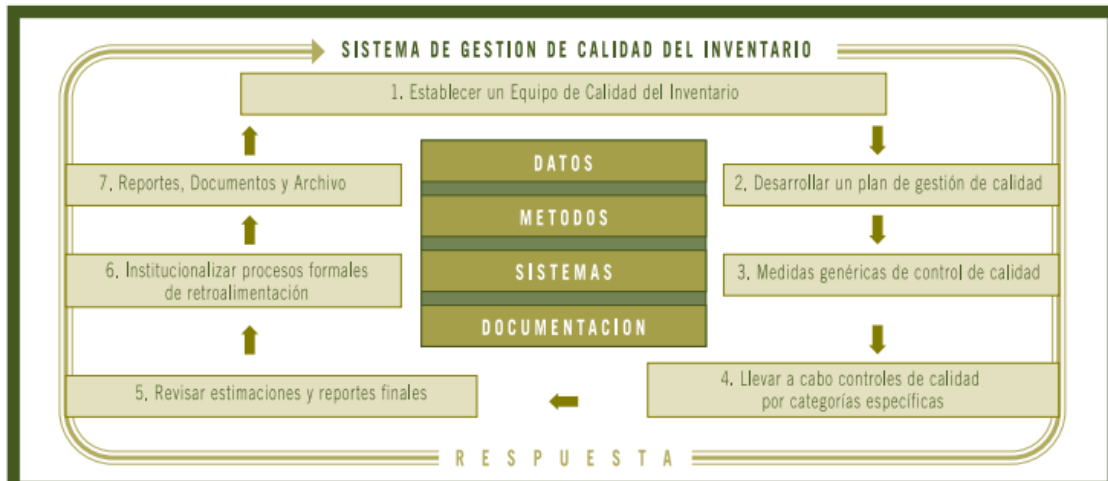 SISTEMA DE GESTION DE CALIDAD DEL INVENTARIO
1. Establecer un Equipo de Calidad del Inventario
2. Desarrollar un plan de gestión de calidad
3. Medidas genéricas de control de calidad
4. Llevar a cabo controles de calidad
por categorías específicas
5. Revisar estimaciones y reportes finales
6. Institucionalizar procesos formales
de retroalimentación
7. Reportes, Documentos y Archivo
DATOS
METODOS
SISTEMAS
DOCUMENTACION
RESPUESTA